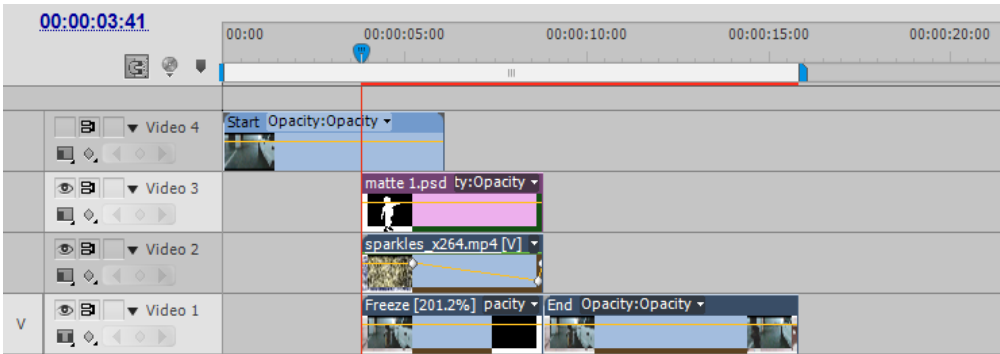 00:00:03:41
00:00 00:00:05:00 00:00:10:00 00:00:15:00 00:00:20:00
Video 4 Start Opacity:Opacity
Video 3 matte 1.psd ty:Opacity
Video 2 sparkles_x264.mp4 [V]
V Video 1 Freeze [201.2%] pacity End Opacity:Opacity